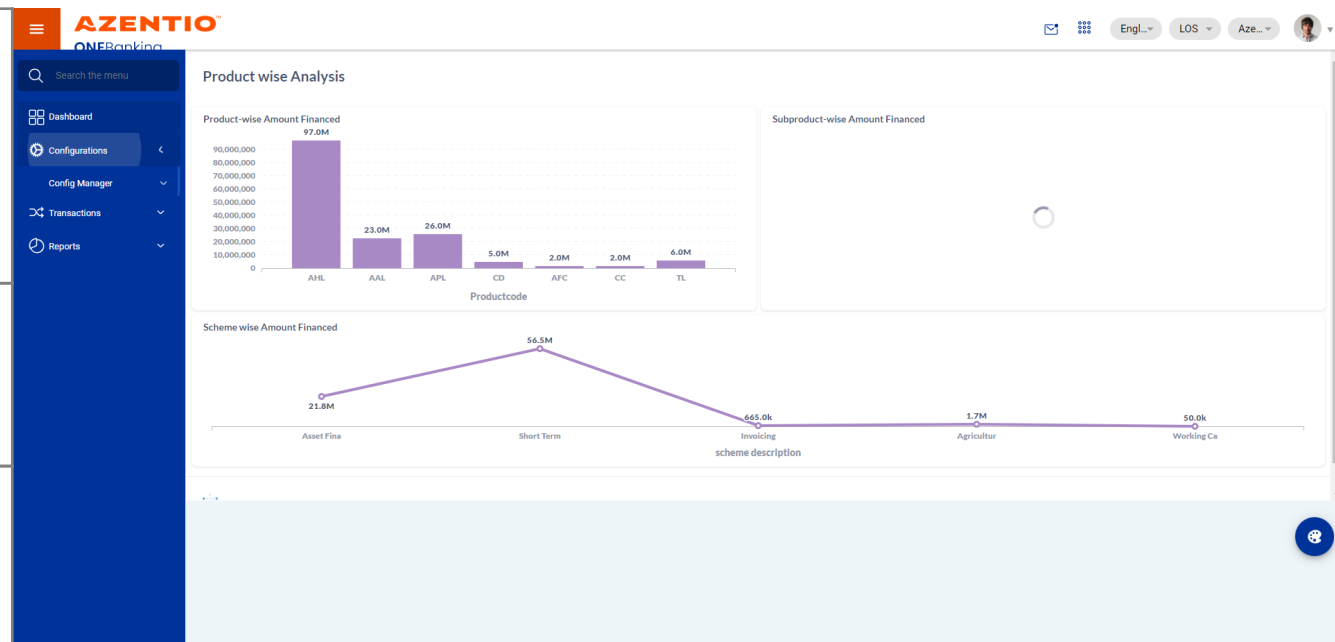 AZENTIO
ONEBanking
Engl...
LOS
Aze...
Search the menu
Dashboard
Configurations
Config Manager
Transactions
Reports
Product wise Analysis
Product-wise Amount Financed
97.0M
90,000,000
80,000,000
70,000,000
60,000,000
50,000,000
40,000,000
30,000,000
20,000,000
10,000,000
0
23.0M
26.0M
5.0M
2.0M
2.0M
6.0M
AHL AAL APL CD AFC CC TL
Productcode
Subproduct-wise Amount Financed
Scheme wise Amount Financed
56.5M
21.8M
665.0k
1.7M
50.0k
Asset Fina Short Term Invoicing Agricultur Working Ca
scheme description